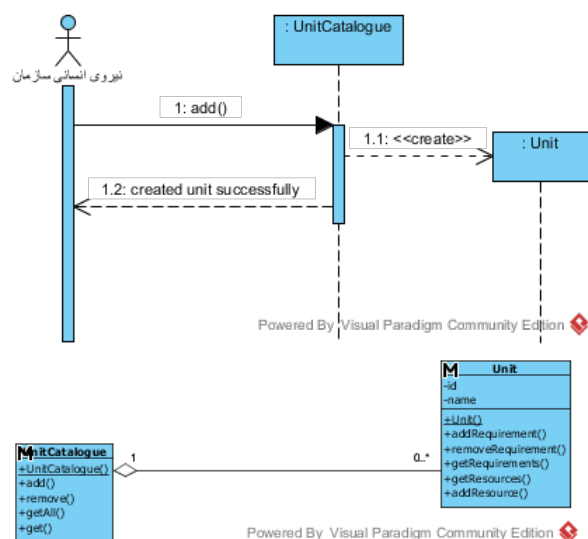 : UnitCatalogue
نیروی انسانی سازمان
1: add()
1.1: <<create>>
: Unit
1.2: created unit successfully
Powered By Visual Paradigm Community Edition
Unit
-id
-name
+Unit()
+addRequirement()
+removeRequirement()
+getRequirements()
+getResources()
+addResource()
UnitCatalogue
+UnitCatalogue()
+add()
+remove()
+getAll()
+get()
1
0..*
Powered By Visual Paradigm Community Edition